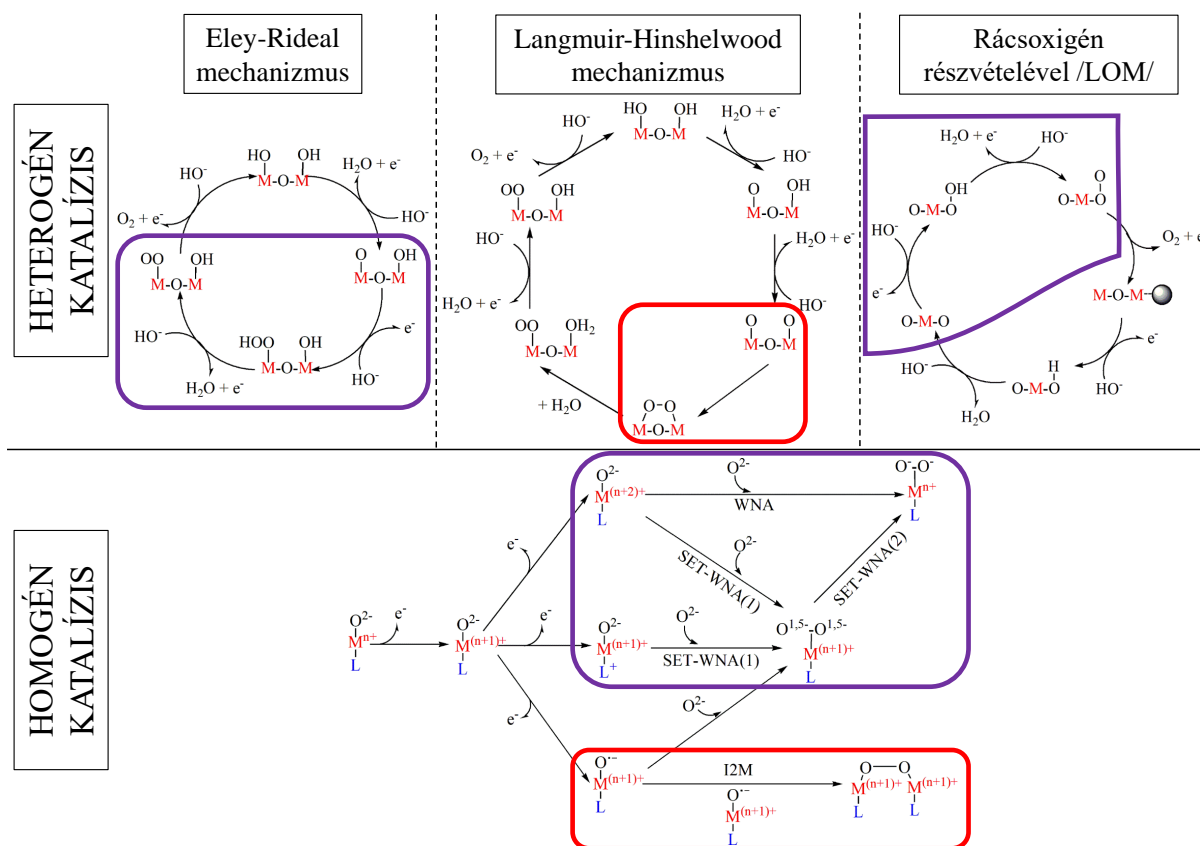 Eley-Rideal
mechanizmus
Langmuir-Hinshelwood
mechanizmus
Rácsoxigén
részvételével /LOM/
HETEROGÉN
KATALÍZIS
HO OH
M-O-M
HO⁻
H₂O + e⁻
O₂ + e⁻
HO⁻
OO OH
M-O-M
O OH
M-O-M
HO⁻
e⁻
HOO OH
M-O-M
H₂O + e⁻
HO⁻
HO OH
M-O-M
HO⁻
H₂O + e⁻
O₂ + e⁻
HO⁻
OO OH
M-O-M
O OH
M-O-M
HO⁻
H₂O + e⁻
H₂O + e⁻
HO⁻
OO OH₂
M-O-M
O O
M-O-M
+ H₂O
O-O
M-O-M
H₂O + e⁻
HO⁻
OH
O-M-O
O
O-M-O
HO⁻
O₂ + e⁻
e⁻
M-O-M
O-M-O
HO⁻
e⁻
H
O-M-O
HO⁻
H₂O
HOMOGÉN
KATALÍZIS
O²⁻
M⁽ⁿ⁺²⁾⁺
L
O²⁻
WNA
O⁻-O⁻
Mⁿ⁺
L
e⁻
SET-WNA(1)
O²⁻
SET-WNA(2)
O²⁻
Mⁿ⁺
L
e⁻
O²⁻
M⁽ⁿ⁺¹⁾⁺
L
e⁻
O²⁻
M⁽ⁿ⁺¹⁾⁺
L⁺
O²⁻
SET-WNA(1)
O¹,⁵⁻-O¹,⁵⁻
M⁽ⁿ⁺¹⁾⁺
L
e⁻
O²⁻
O·⁻
M⁽ⁿ⁺¹⁾⁺
L
I2M
O·⁻
M⁽ⁿ⁺¹⁾⁺
L
O—O
M⁽ⁿ⁺¹⁾⁺ M⁽ⁿ⁺¹⁾⁺
L L